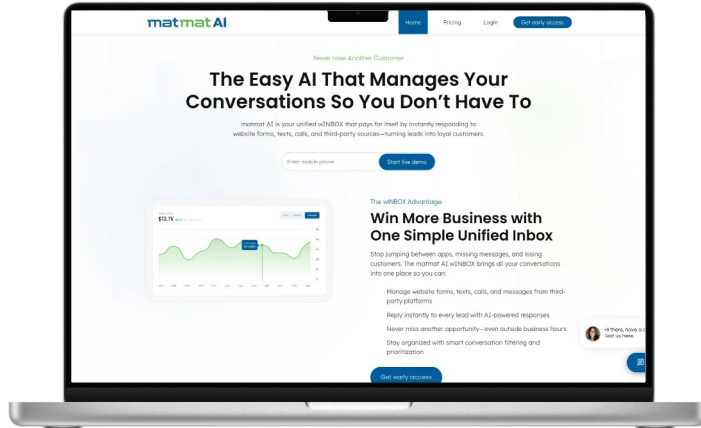 matmat AI
Home
Pricing
Login
Get early access
Never Lose Another Customer
The Easy AI That Manages Your
Conversations So You Don't Have To
matmat AI is your unified wINBOX that pays for itself by instantly responding to
website forms, texts, calls, and third-party sources—turning leads into loyal customers.
Enter mobile phone
Start live demo
$12.7k
The wINBOX Advantage
Win More Business with
One Simple Unified Inbox
Stop jumping between apps, missing messages, and losing
customers. The matmat AI wINBOX brings all your conversations
into one place so you can:
Manage website forms, texts, calls, and messages from third-
party platforms
Reply instantly to every lead with AI-powered responses
Never miss another opportunity—even outside business hours
Stay organized with smart conversation filtering and
prioritization
Get early access
Hi there, have a
Text us here.